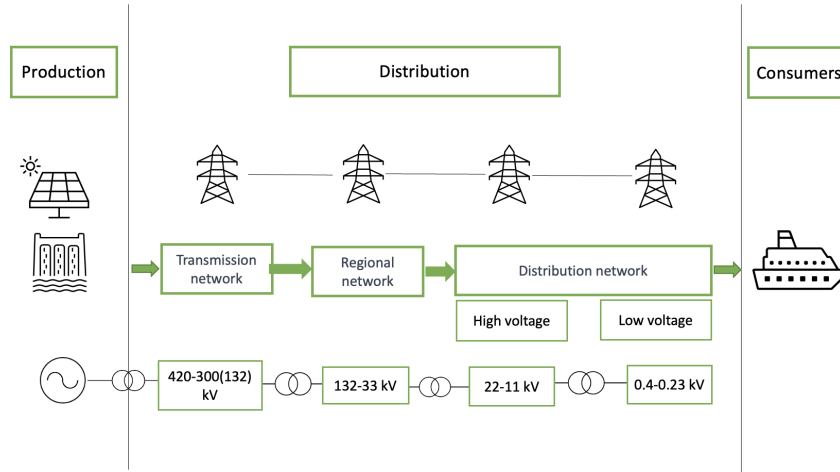 Production
Distribution
Consumers
Transmission
network
Regional
network
Distribution network
High voltage
Low voltage
420-300(132)
kV
132-33 kV
22-11 kV
0.4-0.23 kV